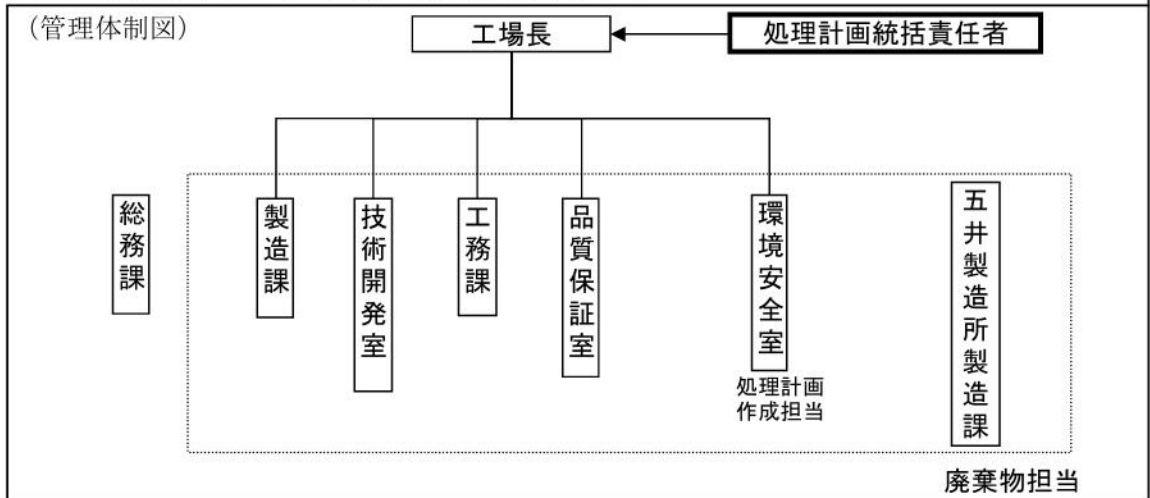 (管理体制図)
工場長
処理計画統括責任者
総務課
製造課
技術開発室
工務課
品質保証室
環境安全室
処理計画
作成担当
五井製造所製造課
廃棄物担当